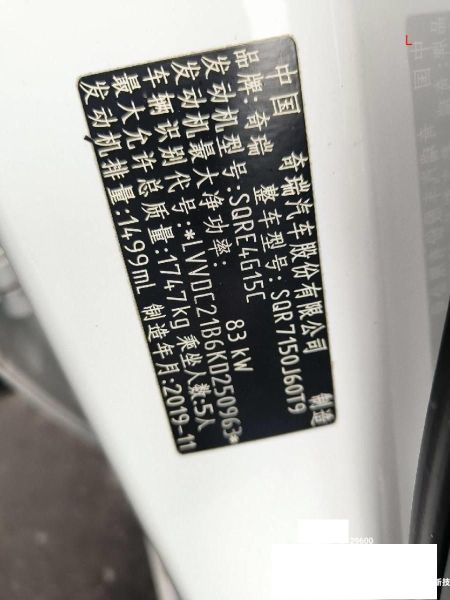 中国 奇瑞汽车股份有限公司 制造
品牌:奇瑞 整车型号:SQR7150J60T9
发动机型号:SQRE4G15C
发动机最大净功率: 83 kW
车辆识别代号:*LVVDC21B6KD250963*
最大允许总质量:1747kg 乘坐人数:5人
发动机排量:1499mL 制造年月:2019-11
L
29600
新技